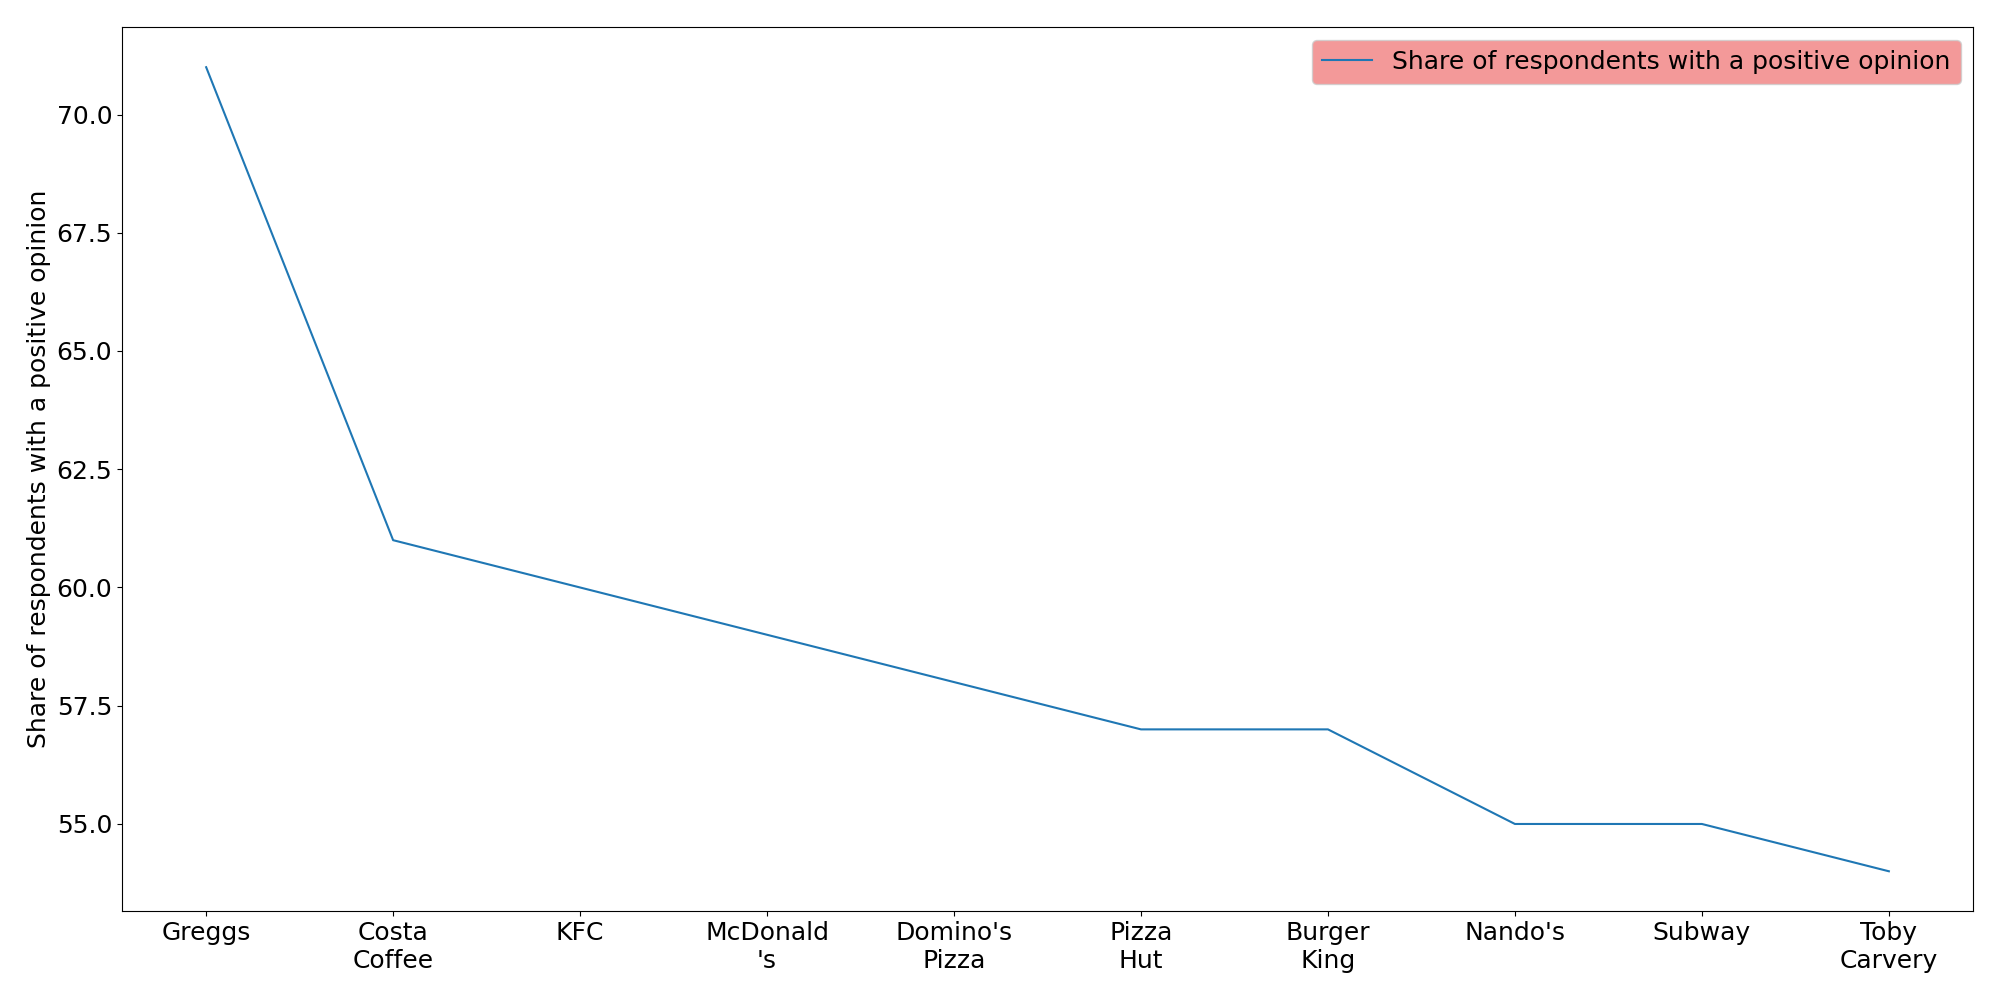 Share of respondents with a positive opinion
Share of respondents with a positive opinion
70.0
67.5
65.0
62.5
60.0
57.5
55.0
Greggs
Costa
Coffee
KFC
McDonald
's
Domino's
Pizza
Pizza
Hut
Burger
King
Nando's
Subway
Toby
Carvery